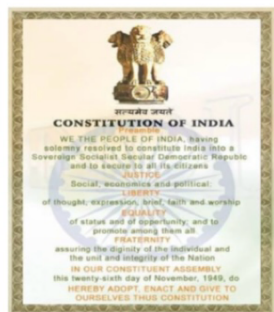 सत्यमेव जयते
CONSTITUTION OF INDIA
Preamble
WE THE PEOPLE OF INDIA, having
solemny resolved to constitute India into a
Sovereign Socialist Secular Democratic Republic
and to secure to all its citizens
JUSTICE
Social, economics and political:
LIBERTY
of thought, expression, brief, faith and worship
EQUALITY
of status and of opportunity; and to
promote among them all
FRATERNITY
assuring the diginity of the individual and
the unit and integrity of the Nation
IN OUR CONSTITUENT ASSEMBLY
this twenty-sixth day of November, 1949, do
HEREBY ADOPT, ENACT AND GIVE TO
OURSELVES THUS CONSTITUTION